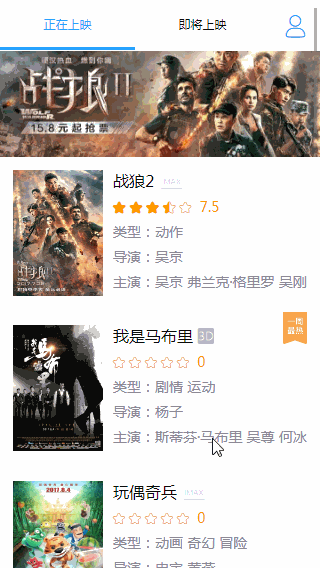 正在上映 即将上映
战狼II
15.8元起抢票
战狼2 IMAX
7.5
类型：动作
导演：吴京
主演：吴京 弗兰克·格里罗 吴刚
一周
最热
我是马布里 3D
0
类型：剧情 运动
导演：杨子
主演：斯蒂芬·马布里 吴尊 何冰
2017.8.4
玩偶奇兵 IMAX
0
类型：动画 奇幻 冒险